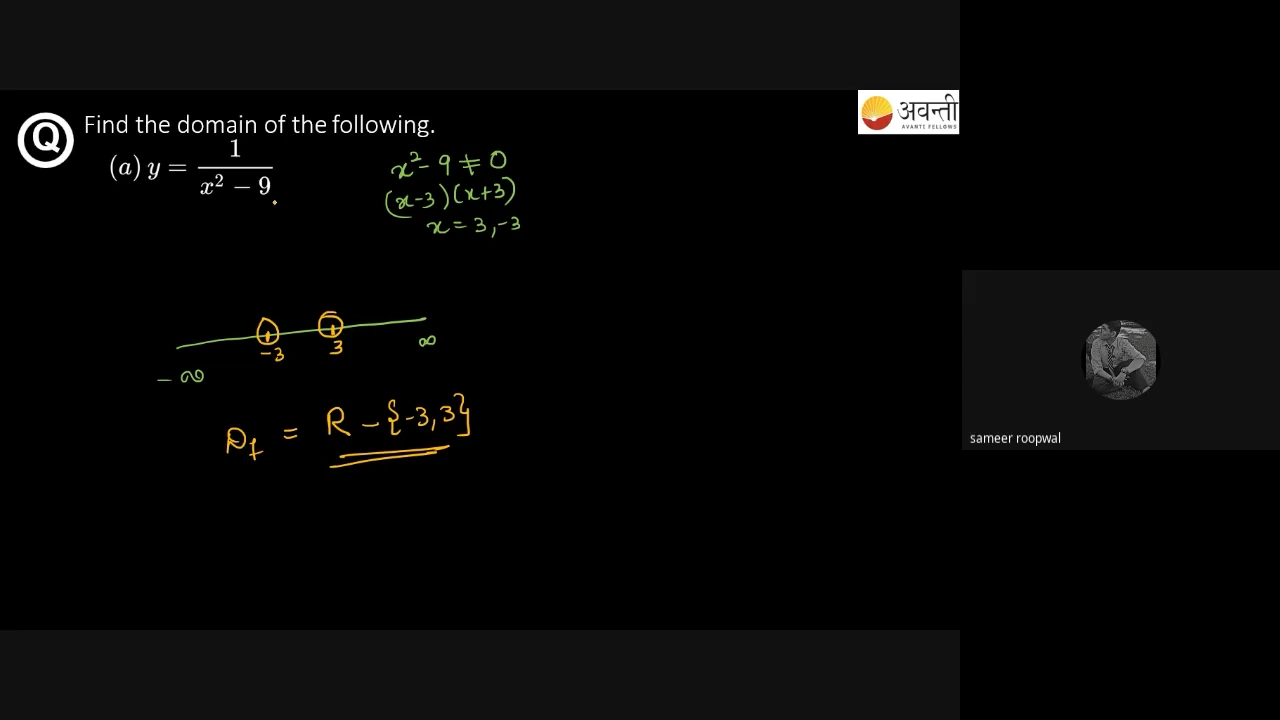 Q Find the domain of the following.
अवन्ती
AVANTI FELLOWS
(a) y = 1/(x² − 9)
x² - 9 ≠ 0
(x-3)(x+3)
x = 3, -3
-3 3 ∞
- ∞
D_f = R - {-3, 3}
sameer roopwal